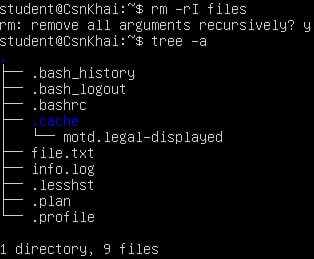 student@CsnKhai:~$ rm -rI files
rm: remove all arguments recursively? y
student@CsnKhai:~$ tree -a
.
├── .bash_history
├── .bash_logout
├── .bashrc
├── .cache
│   └── motd.legal-displayed
├── file.txt
├── info.log
├── .lesshst
├── .plan
└── .profile
1 directory, 9 files